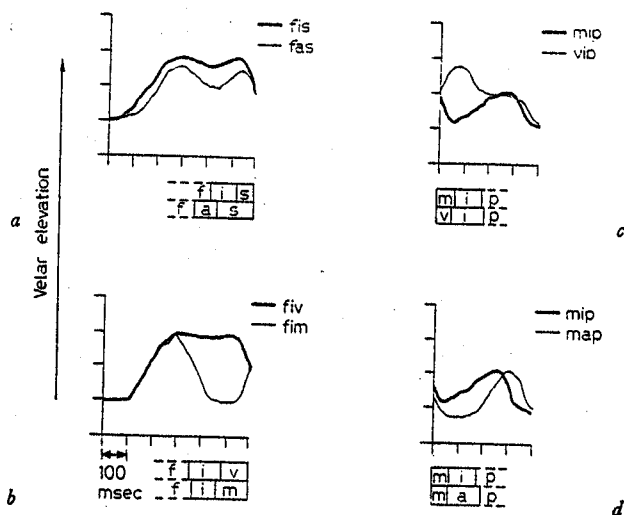 fis
fas
f i s
f a s
a
mip
vip
m i p
v i p
c
Velar elevation
fiv
fim
100
msec
f i v
f i m
b
mip
map
m i p
m a p
d